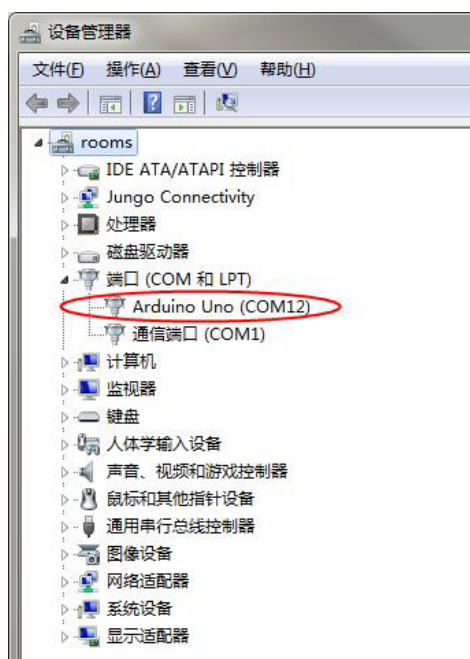 设备管理器
文件(F) 操作(A) 查看(V) 帮助(H)
rooms
IDE ATA/ATAPI 控制器
Jungo Connectivity
处理器
磁盘驱动器
端口 (COM 和 LPT)
Arduino Uno (COM12)
通信端口 (COM1)
计算机
监视器
键盘
人体学输入设备
声音、视频和游戏控制器
鼠标和其他指针设备
通用串行总线控制器
图像设备
网络适配器
系统设备
显示适配器